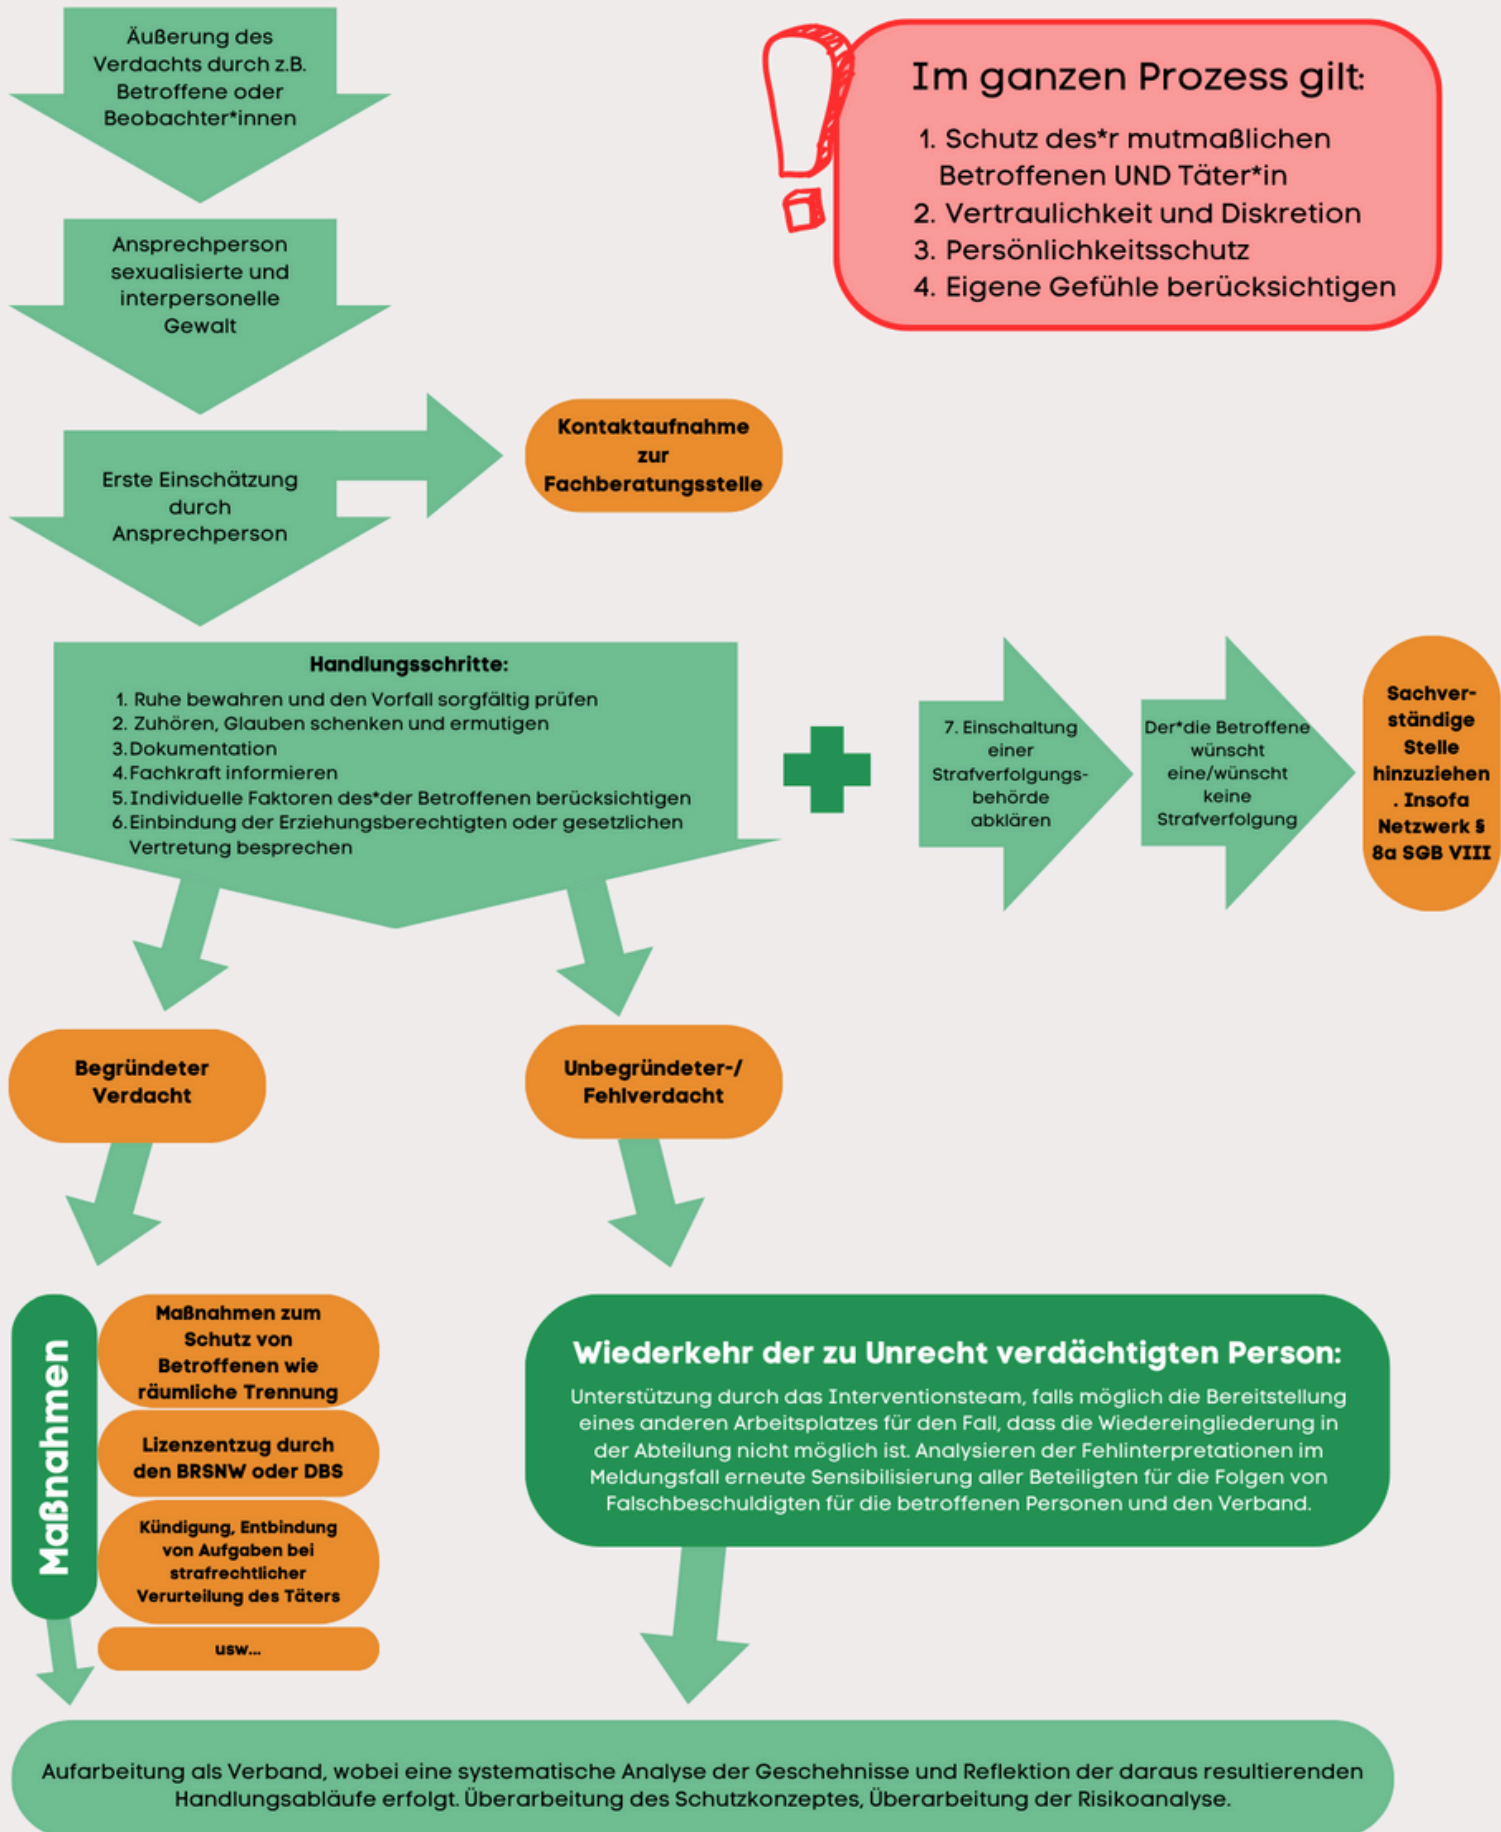 Äußerung des
Verdachts durch z.B.
Betroffene oder
Beobachter*innen
Im ganzen Prozess gilt:
1. Schutz des*r mutmaßlichen
Betroffenen UND Täter*in
2. Vertraulichkeit und Diskretion
3. Persönlichkeitsschutz
4. Eigene Gefühle berücksichtigen
Ansprechperson
sexualisierte und
interpersonelle
Gewalt
Erste Einschätzung
durch
Ansprechperson
Kontaktaufnahme
zur
Fachberatungsstelle
Handlungsschritte:
1. Ruhe bewahren und den Vorfall sorgfältig prüfen
2. Zuhören, Glauben schenken und ermutigen
3. Dokumentation
4. Fachkraft informieren
5. Individuelle Faktoren des*der Betroffenen berücksichtigen
6. Einbindung der Erziehungsberechtigten oder gesetzlichen
Vertretung besprechen
7. Einschaltung
einer
Strafverfolgungs-
behörde
abklären
Der*die Betroffene
wünscht
eine/wünscht
keine
Strafverfolgung
Sachver-
ständige
Stelle
hinzuziehen
. Insofa
Netzwerk §
8a SGB VIII
Begründeter
Verdacht
Unbegründeter-/
Fehlverdacht
Maßnahmen
Maßnahmen zum
Schutz von
Betroffenen wie
räumliche Trennung
Lizenzentzug durch
den BRSNW oder DBS
Kündigung, Entbindung
von Aufgaben bei
strafrechtlicher
Verurteilung des Täters
usw...
Wiederkehr der zu Unrecht verdächtigten Person:
Unterstützung durch das Interventionsteam, falls möglich die Bereitstellung
eines anderen Arbeitsplatzes für den Fall, dass die Wiedereingliederung in
der Abteilung nicht möglich ist. Analysieren der Fehlinterpretationen im
Meldungsfall erneute Sensibilisierung aller Beteiligten für die Folgen von
Falschbeschuldigten für die betroffenen Personen und den Verband.
Aufarbeitung als Verband, wobei eine systematische Analyse der Geschehnisse und Reflektion der daraus resultierenden
Handlungsabläufe erfolgt. Überarbeitung des Schutzkonzeptes, Überarbeitung der Risikoanalyse.